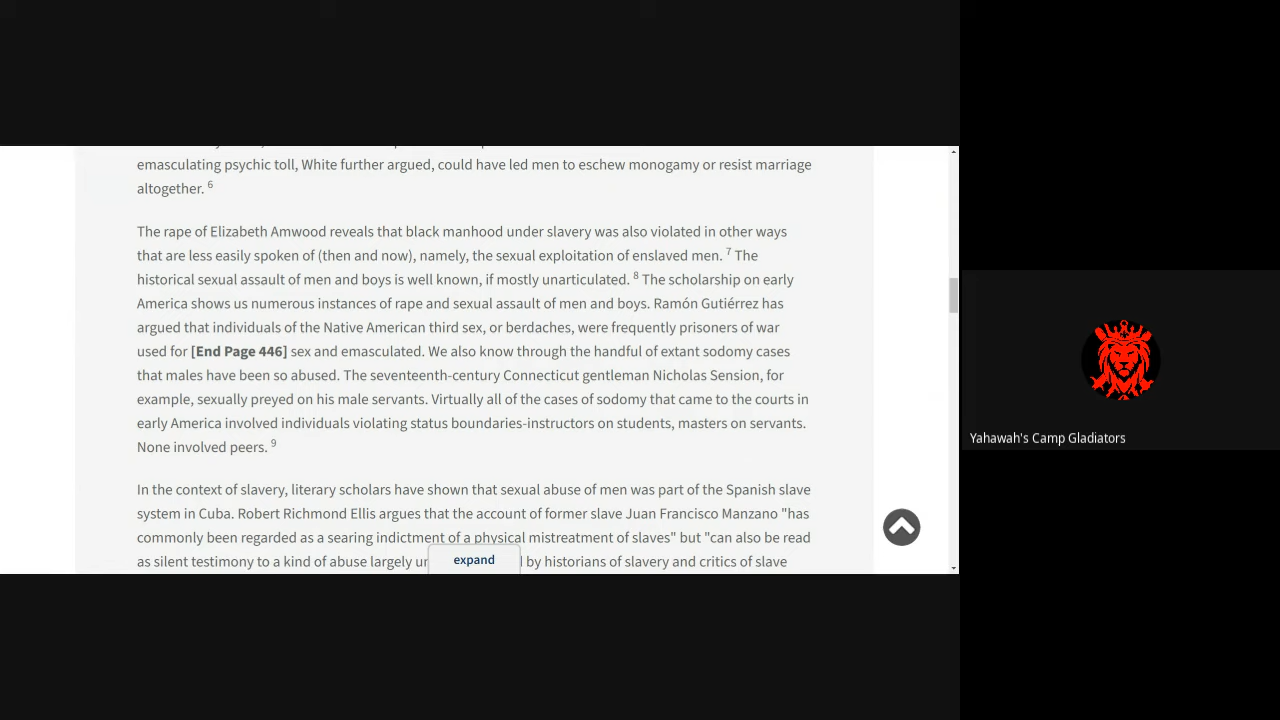 emasculating psychic toll, White further argued, could have led men to eschew monogamy or resist marriage
altogether. 6
The rape of Elizabeth Amwood reveals that black manhood under slavery was also violated in other ways
that are less easily spoken of (then and now), namely, the sexual exploitation of enslaved men. 7 The
historical sexual assault of men and boys is well known, if mostly unarticulated. 8 The scholarship on early
America shows us numerous instances of rape and sexual assault of men and boys. Ramón Gutiérrez has
argued that individuals of the Native American third sex, or berdaches, were frequently prisoners of war
used for [End Page 446] sex and emasculated. We also know through the handful of extant sodomy cases
that males have been so abused. The seventeenth-century Connecticut gentleman Nicholas Sension, for
example, sexually preyed on his male servants. Virtually all of the cases of sodomy that came to the courts in
early America involved individuals violating status boundaries-instructors on students, masters on servants.
None involved peers. 9
In the context of slavery, literary scholars have shown that sexual abuse of men was part of the Spanish slave
system in Cuba. Robert Richmond Ellis argues that the account of former slave Juan Francisco Manzano "has
commonly been regarded as a searing indictment of a physical mistreatment of slaves" but "can also be read
as silent testimony to a kind of abuse largely by historians of slavery and critics of slave
expand
Yahawah's Camp Gladiators